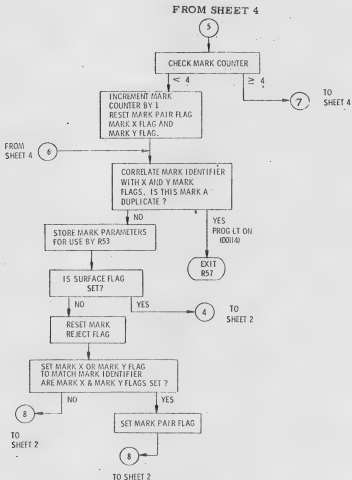 FROM SHEET 4
5
CHECK MARK COUNTER
< 4
≥ 4
INCREMENT MARK
COUNTER BY 1
RESET MARK PAIR FLAG
MARK X FLAG AND
MARK Y FLAG.
7
TO
SHEET 4
FROM
SHEET 4
6
CORRELATE MARK IDENTIFIER
WITH X AND Y MARK
FLAGS. IS THIS MARK A
DUPLICATE ?
NO
YES
PROG LT ON
(00114)
STORE MARK PARAMETERS
FOR USE BY R53
EXIT
R57
IS SURFACE FLAG
SET?
NO
YES
4
TO
SHEET 2
RESET MARK
REJECT FLAG
SET MARK X OR MARK Y FLAG
TO MATCH MARK IDENTIFIER
ARE MARK X & MARK Y FLAGS SET ?
NO
YES
8
TO
SHEET 2
SET MARK PAIR FLAG
8
TO SHEET 2